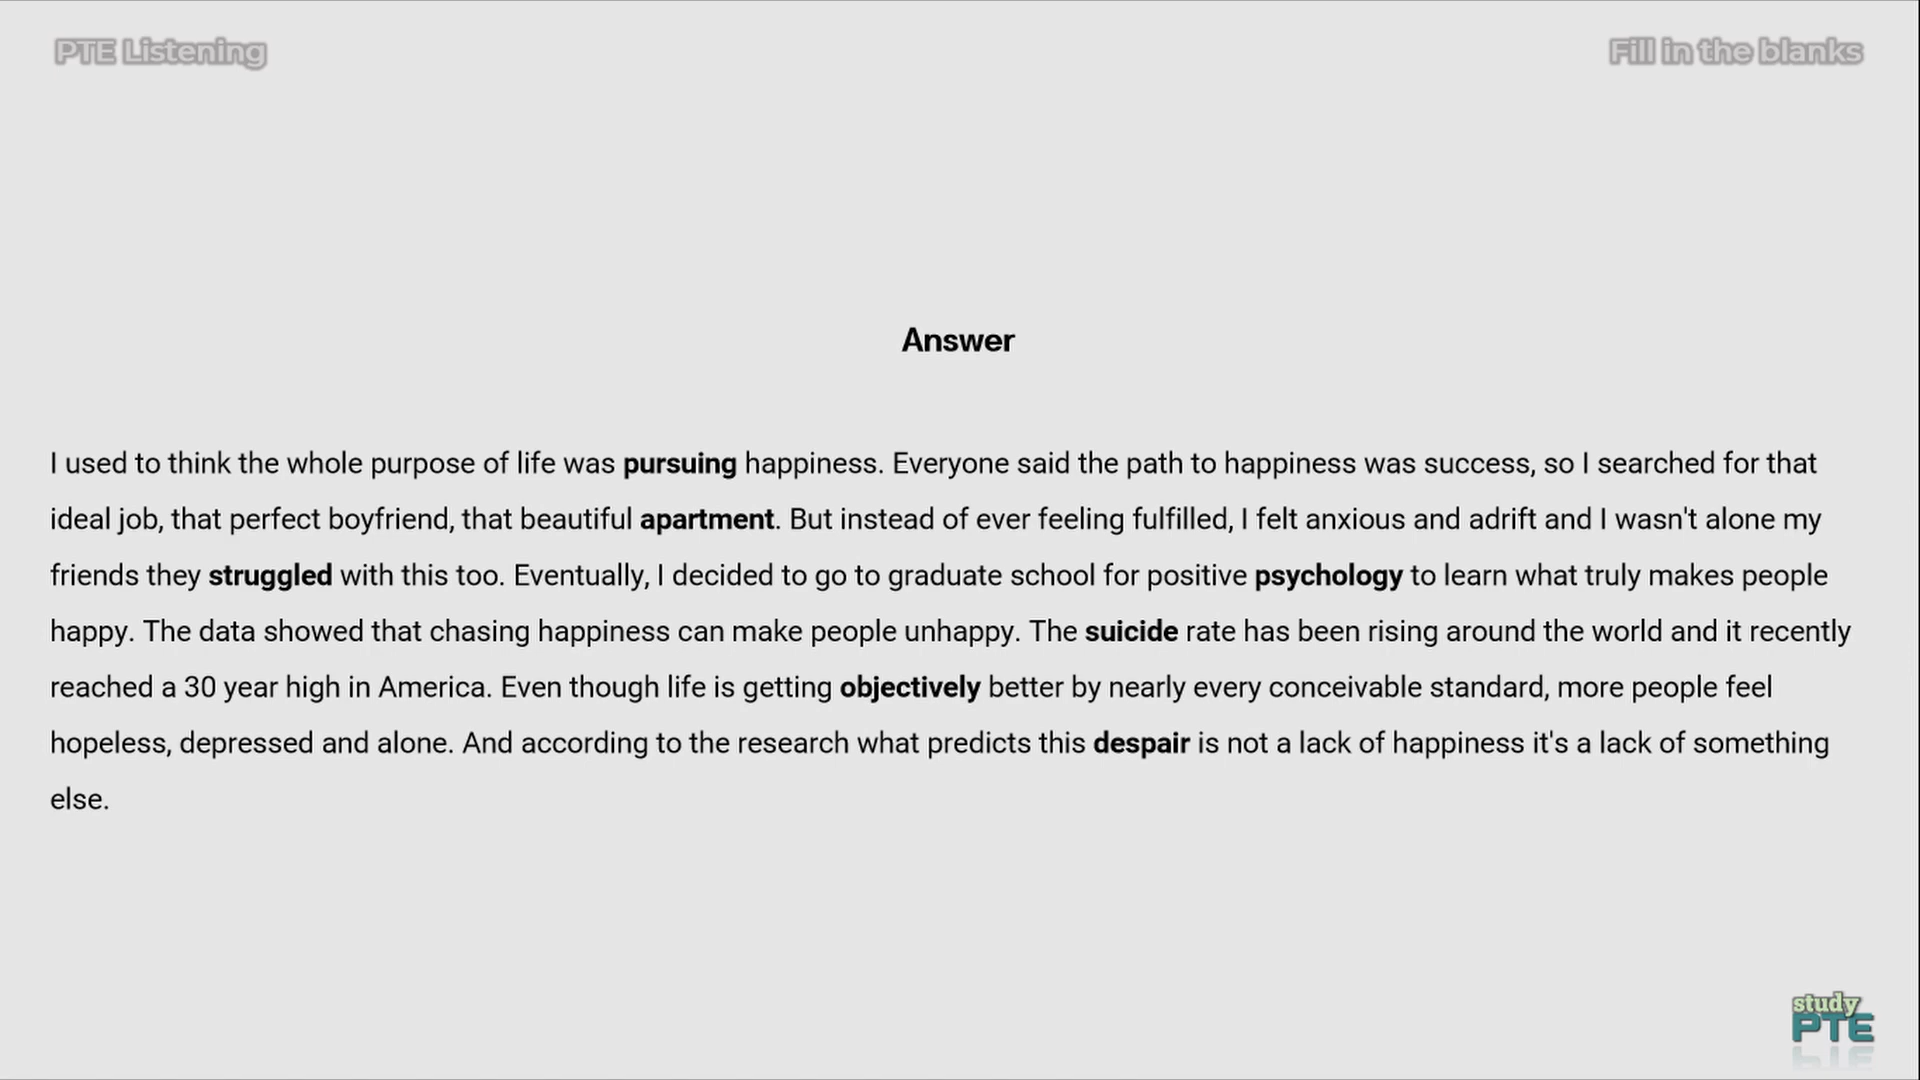 PTE Listening
Fill in the blanks
Answer
I used to think the whole purpose of life was pursuing happiness. Everyone said the path to happiness was success, so I searched for that
ideal job, that perfect boyfriend, that beautiful apartment. But instead of ever feeling fulfilled, I felt anxious and adrift and I wasn't alone my
friends they struggled with this too. Eventually, I decided to go to graduate school for positive psychology to learn what truly makes people
happy. The data showed that chasing happiness can make people unhappy. The suicide rate has been rising around the world and it recently
reached a 30 year high in America. Even though life is getting objectively better by nearly every conceivable standard, more people feel
hopeless, depressed and alone. And according to the research what predicts this despair is not a lack of happiness it's a lack of something
else.
study
PTE